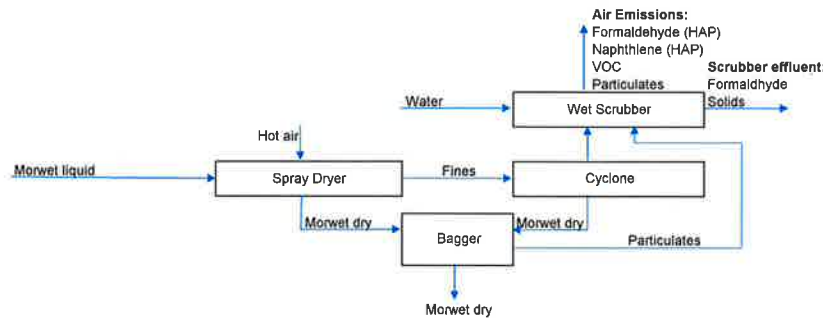 Air Emissions:
Formaldehyde (HAP)
Naphthlene (HAP)
VOC
Particulates
Scrubber effluent:
Formaldhyde
Solids
Water
Wet Scrubber
Hot air
Morwet liquid
Spray Dryer
Fines
Cyclone
Morwet dry
Bagger
Morwet dry
Particulates
Morwet dry